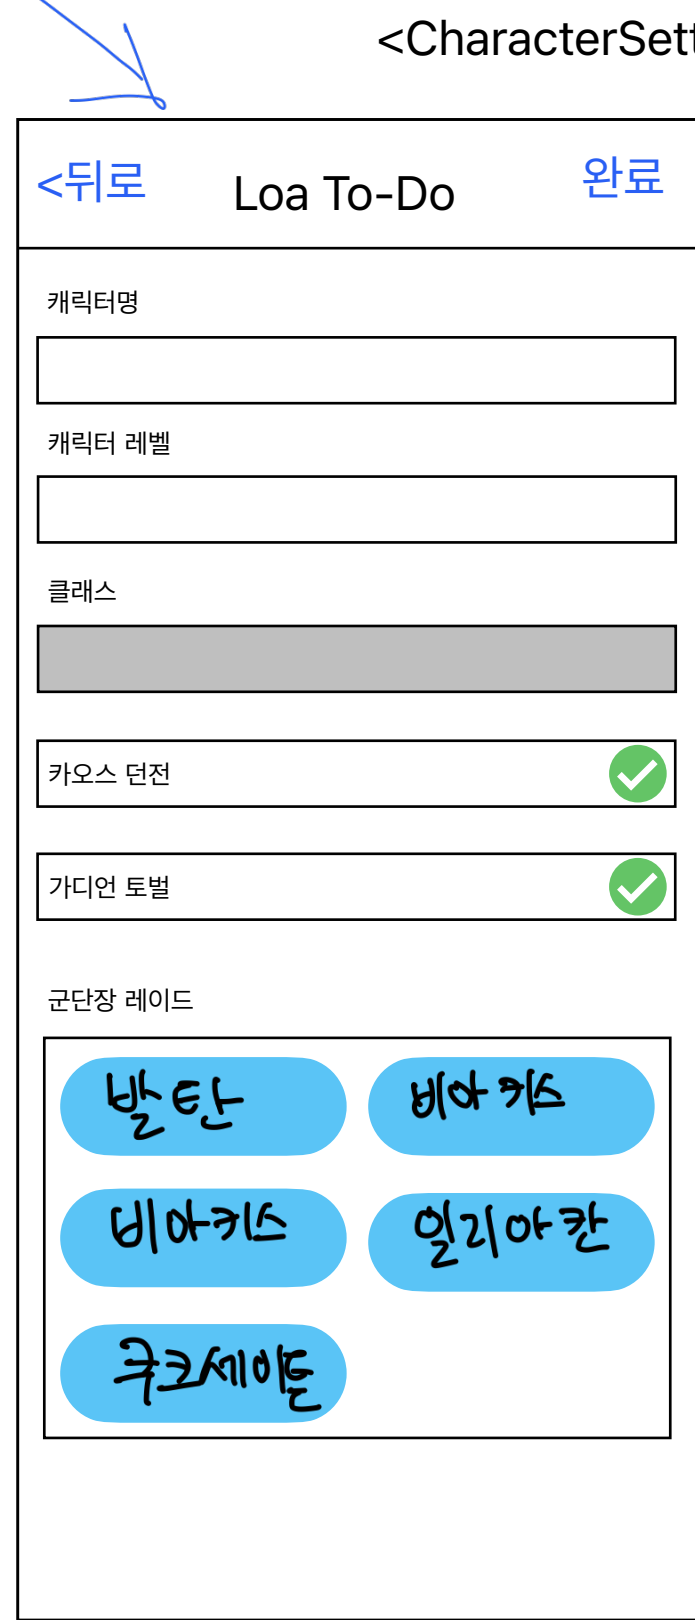 <CharacterSett
<뒤로 Loa To-Do 완료
캐릭터명
캐릭터 레벨
클래스
카오스 던전
가디언 토벌
군단장 레이드
발탄 비아키스
비아키스 일리아칸
쿠크세이튼